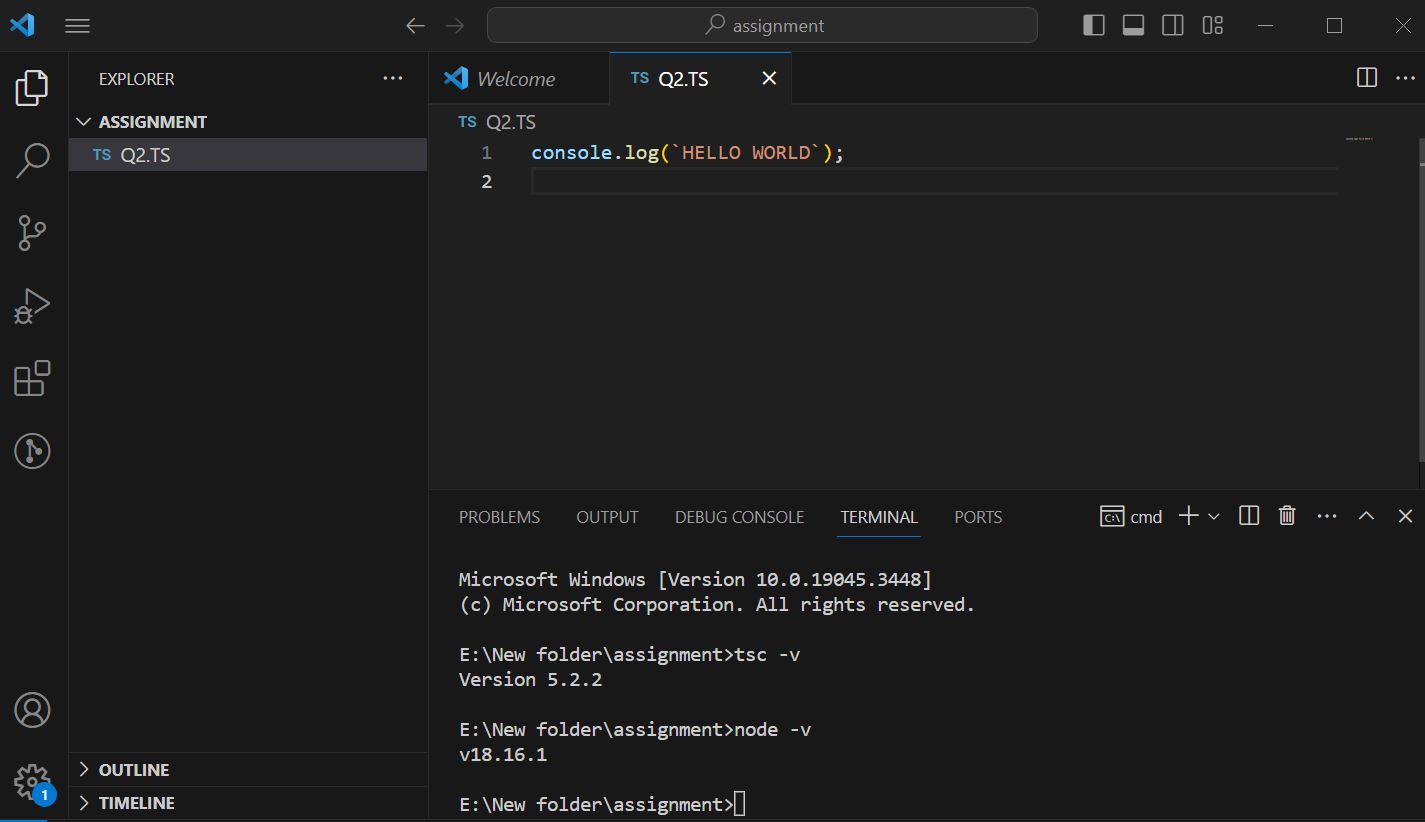 assignment
EXPLORER
ASSIGNMENT
TS Q2.TS
Welcome
TS Q2.TS
TS Q2.TS
1 console.log(`HELLO WORLD`);
2
PROBLEMS OUTPUT DEBUG CONSOLE TERMINAL PORTS
cmd
Microsoft Windows [Version 10.0.19045.3448]
(c) Microsoft Corporation. All rights reserved.
E:\New folder\assignment>tsc -v
Version 5.2.2
E:\New folder\assignment>node -v
v18.16.1
E:\New folder\assignment>
1
OUTLINE
TIMELINE